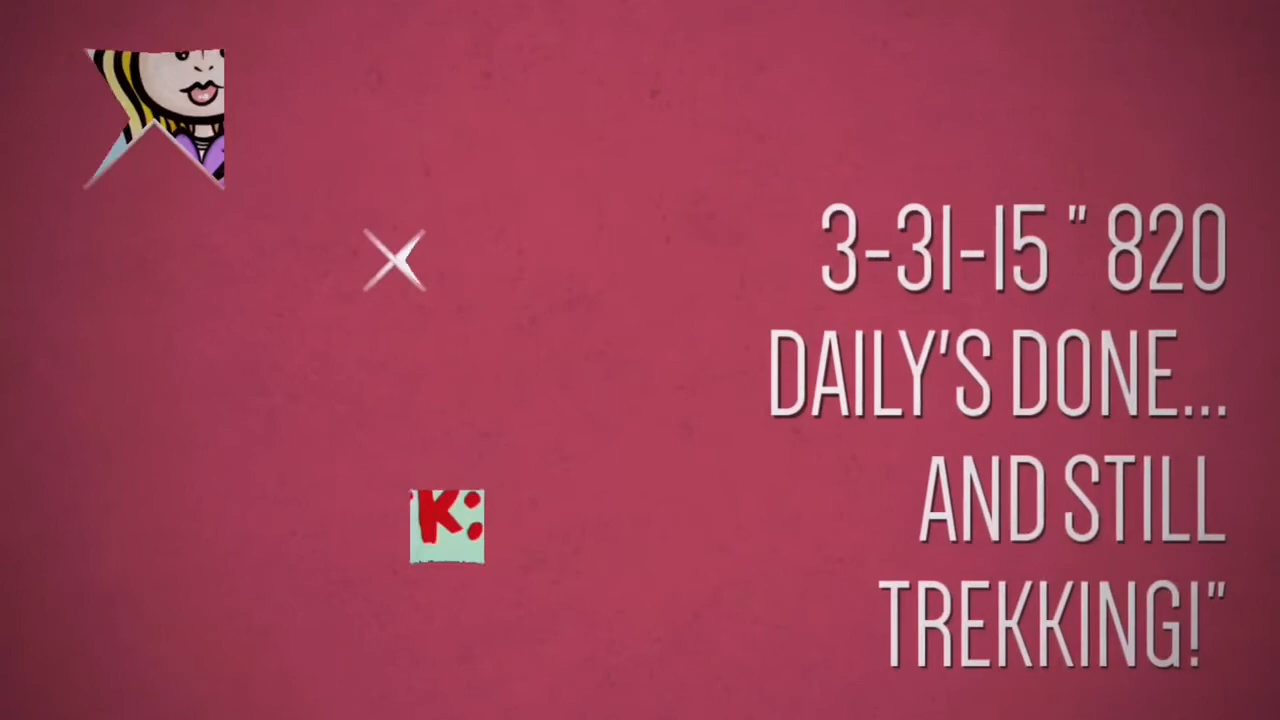 3-31-15 " 820
DAILY'S DONE...
AND STILL
TREKKING!"
K: